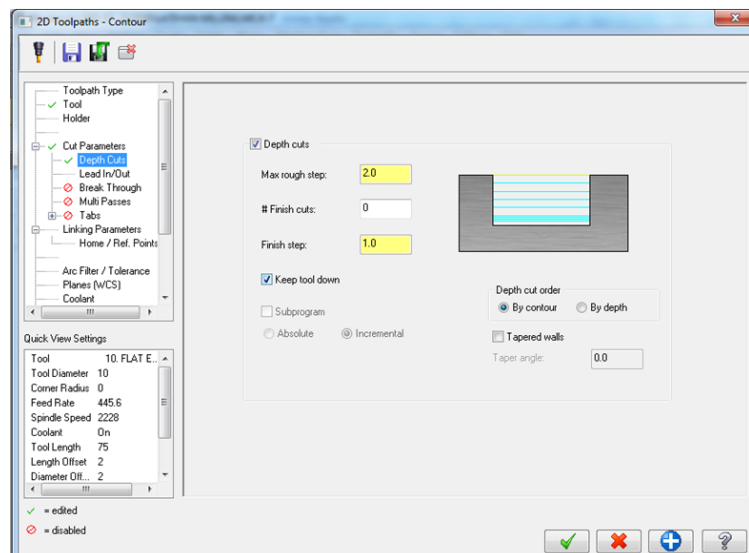 2D Toolpaths - Contour
Toolpath Type
Tool
Holder
Cut Parameters
Depth Cuts
Lead In/Out
Break Through
Multi Passes
Tabs
Linking Parameters
Home / Ref. Points
Arc Filter / Tolerance
Planes (WCS)
Coolant
Quick View Settings
Tool 10. FLAT E...
Tool Diameter 10
Corner Radius 0
Feed Rate 445.6
Spindle Speed 2228
Coolant On
Tool Length 75
Length Offset 2
Diameter Off... 2
= edited
= disabled
Depth cuts
Max rough step: 2.0
# Finish cuts: 0
Finish step: 1.0
Keep tool down
Subprogram
Absolute Incremental
Depth cut order
By contour By depth
Tapered walls
Taper angle: 0.0